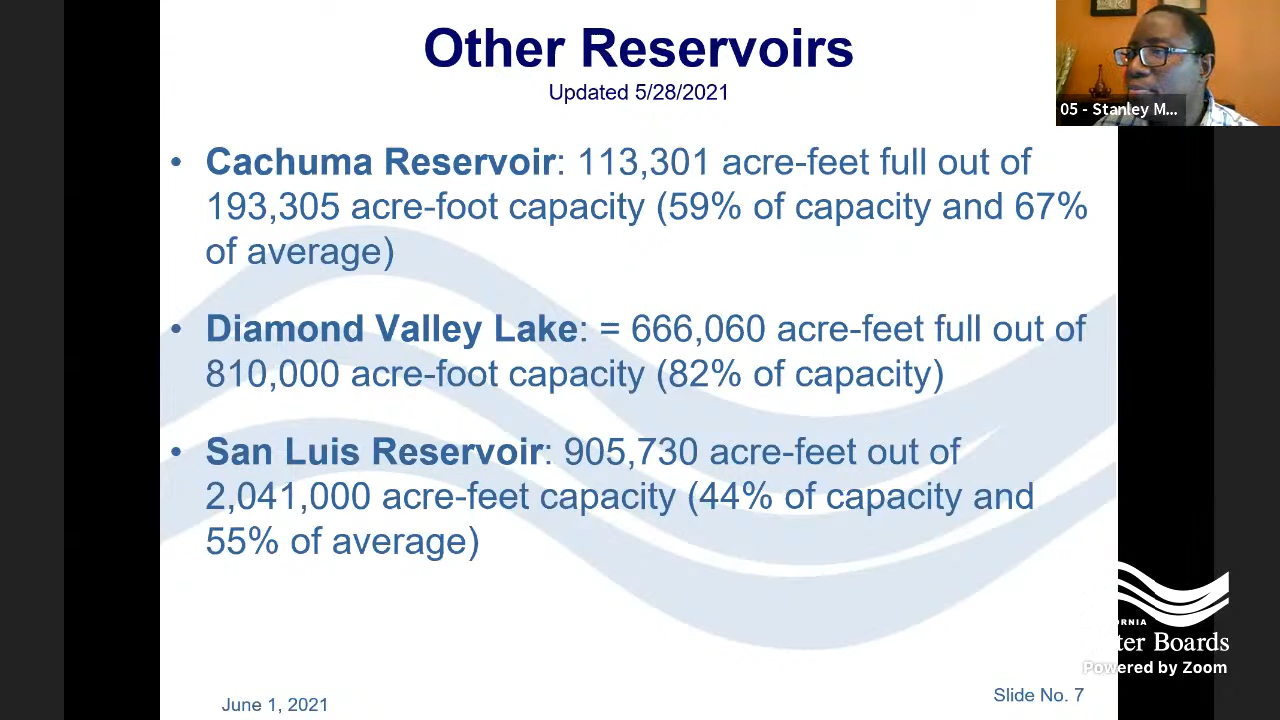 Other Reservoirs
Updated 5/28/2021
05 - Stanley M...
• Cachuma Reservoir: 113,301 acre-feet full out of
193,305 acre-foot capacity (59% of capacity and 67%
of average)
• Diamond Valley Lake: = 666,060 acre-feet full out of
810,000 acre-foot capacity (82% of capacity)
• San Luis Reservoir: 905,730 acre-feet out of
2,041,000 acre-feet capacity (44% of capacity and
55% of average)
ORNIA
ter Boards
Powered by Zoom
June 1, 2021
Slide No. 7